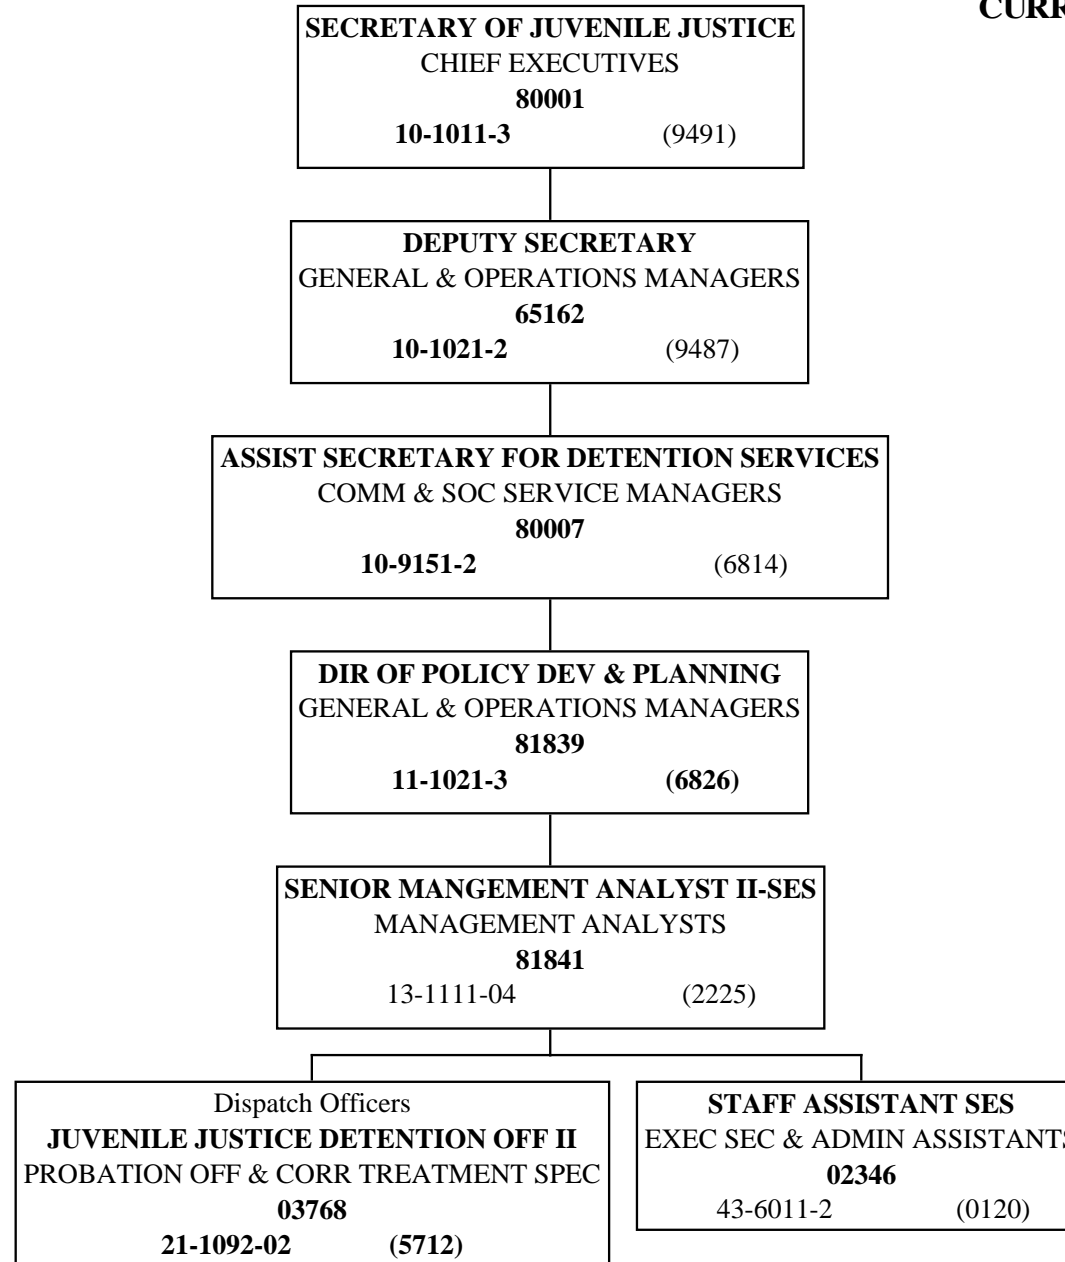 CURR
SECRETARY OF JUVENILE JUSTICE
CHIEF EXECUTIVES
80001
10-1011-3 (9491)
DEPUTY SECRETARY
GENERAL & OPERATIONS MANAGERS
65162
10-1021-2 (9487)
ASSIST SECRETARY FOR DETENTION SERVICES
COMM & SOC SERVICE MANAGERS
80007
10-9151-2 (6814)
DIR OF POLICY DEV & PLANNING
GENERAL & OPERATIONS MANAGERS
81839
11-1021-3 (6826)
SENIOR MANGEMENT ANALYST II-SES
MANAGEMENT ANALYSTS
81841
13-1111-04 (2225)
Dispatch Officers
JUVENILE JUSTICE DETENTION OFF II
PROBATION OFF & CORR TREATMENT SPEC
03768
21-1092-02 (5712)
STAFF ASSISTANT SES
EXEC SEC & ADMIN ASSISTANTS
02346
43-6011-2 (0120)